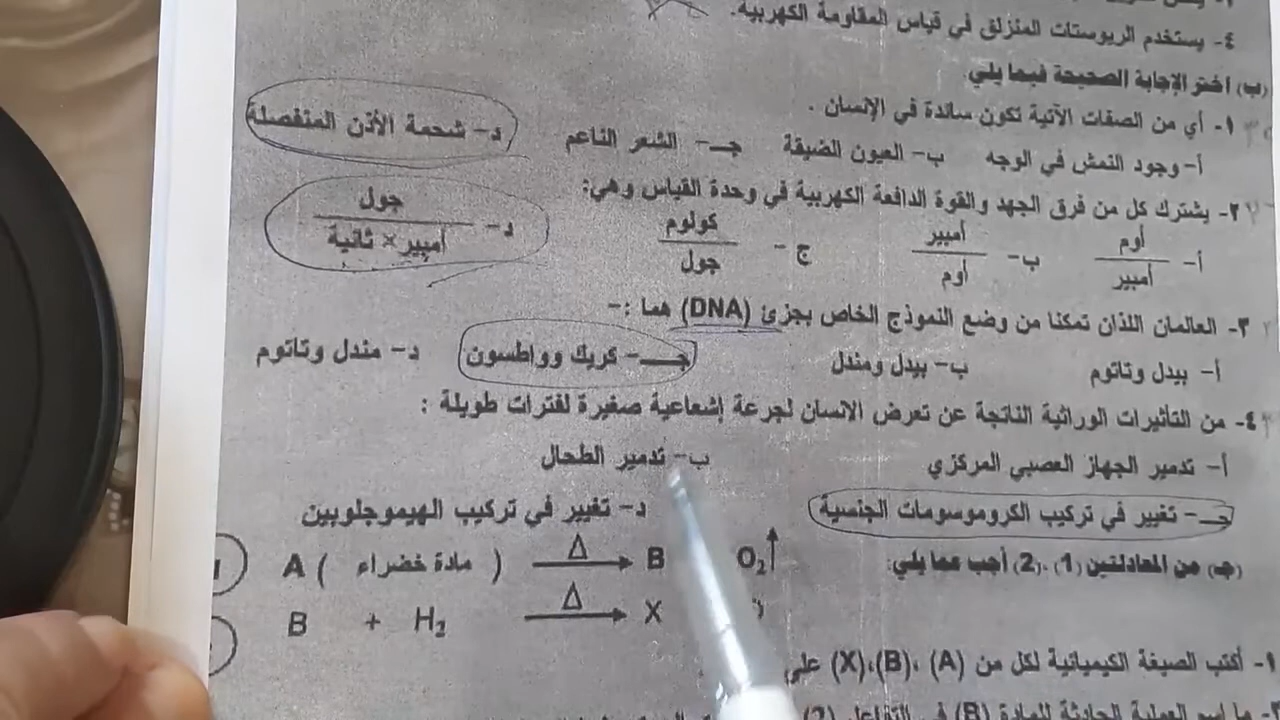 ٤- يستخدم الريوستات المنزلق في قياس المقاومة الكهربية.
(ب) اختر الإجابة الصحيحة فيما يلي
١- أي من الصفات الآتية تكون سائدة في الإنسان .
أ- وجود النمش في الوجه ب- العيون الضيقة جـ- الشعر الناعم د- شحمة الأذن المنفصلة
٢- يشترك كل من فرق الجهد والقوة الدافعة الكهربية في وحدة القياس وهي:
أ- أوم / أمبير ب- أمبير / أوم ج- كولوم / جول د- جول / أمبير × ثانية
٣- العالمان اللذان تمكنا من وضع النموذج الخاص بجزئ (DNA) هما :-
أ- بيدل وتاتوم ب- بيدل ومندل جـ- كريك وواطسون د- مندل وتاتوم
٤- من التأثيرات الوراثية الناتجة عن تعرض الانسان لجرعة إشعاعية صغيرة لفترات طويلة :
أ- تدمير الجهاز العصبي المركزي ب- تدمير الطحال
جـ- تغيير في تركيب الكروموسومات الجنسية د- تغيير في تركيب الهيموجلوبين
(جـ) من المعادلتين (1) ،(2) أجب عما يلي:
A ( مادة خضراء ) Δ→ B O₂↑
B + H₂ Δ→ X
١- أكتب الصيغة الكيميائية لكل من (A) ،(B)،(X)
العملية الحادثة للمادة (B) في التفاعل (2)